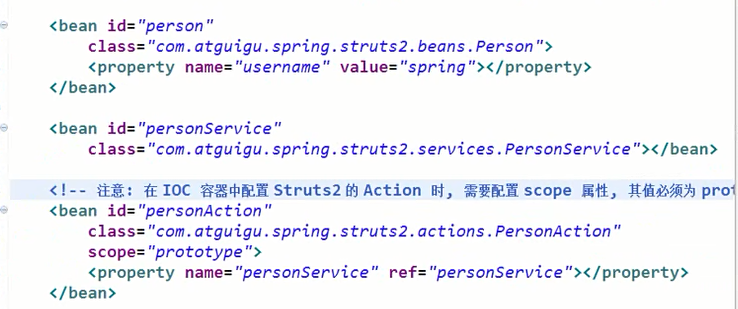 <bean id="person"
class="com.atguigu.spring.struts2.beans.Person">
<property name="username" value="spring"></property>
</bean>
<bean id="personService"
class="com.atguigu.spring.struts2.services.PersonService"></bean>
<!-- 注意: 在 IOC 容器中配置 Struts2 的 Action 时, 需要配置 scope 属性, 其值必须为 prot
<bean id="personAction"
class="com.atguigu.spring.struts2.actions.PersonAction"
scope="prototype">
<property name="personService" ref="personService"></property>
</bean>